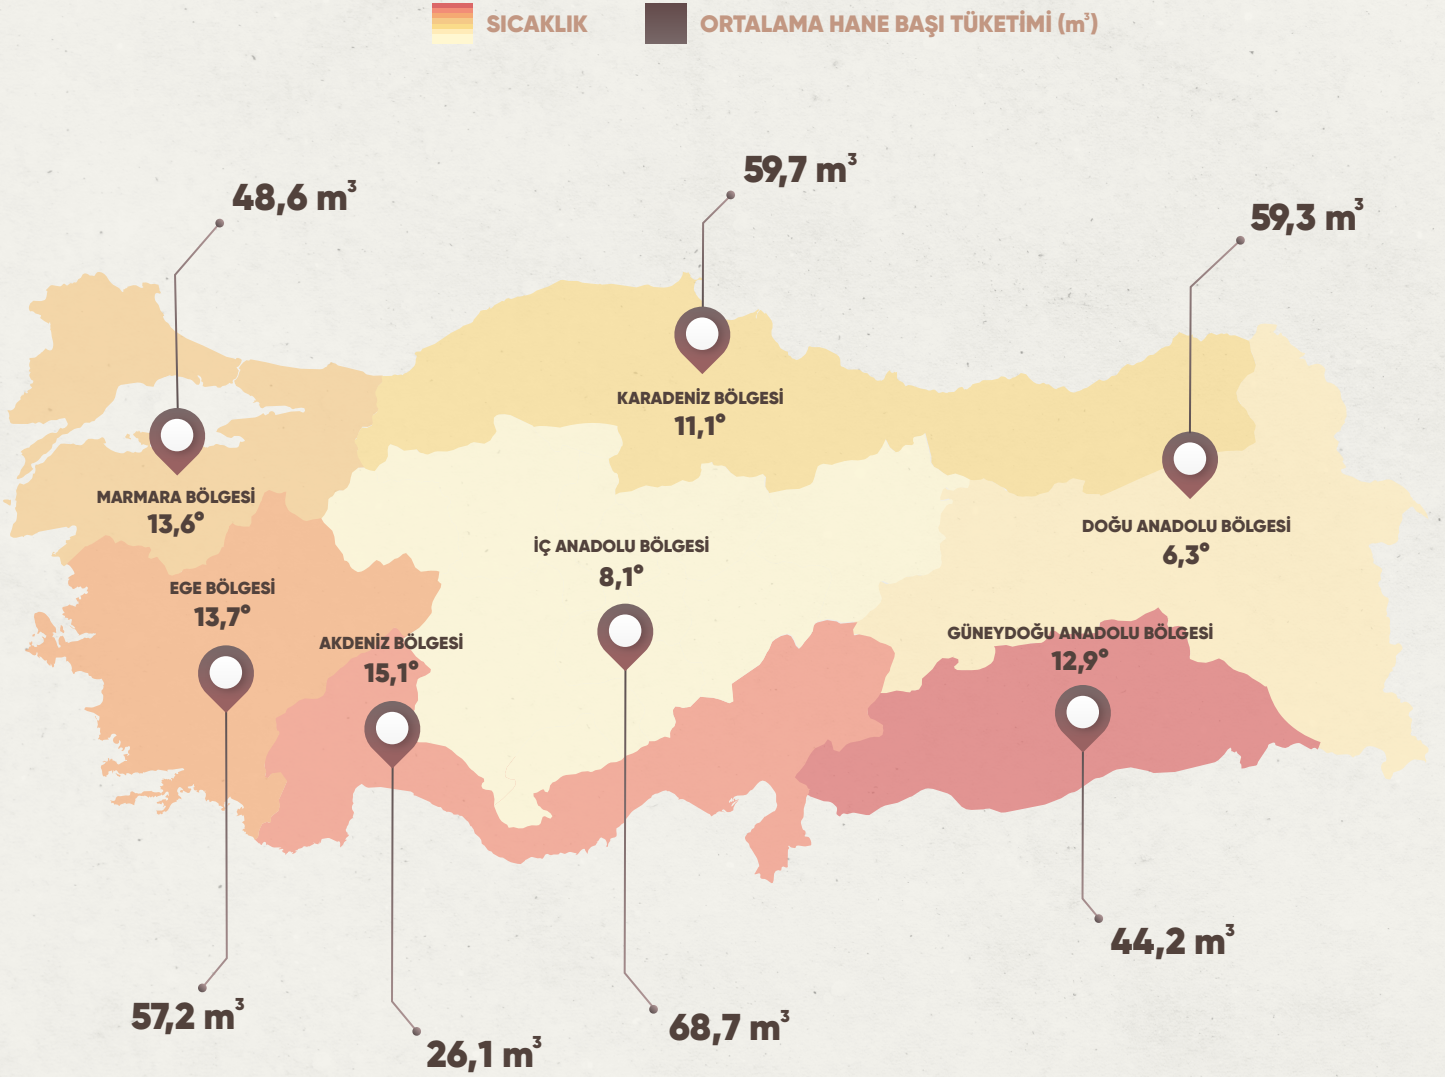 SICAKLIK
ORTALAMA HANE BAŞI TÜKETİMİ (m³)
59,7 m³
48,6 m³
59,3 m³
KARADENİZ BÖLGESİ
11,1°
MARMARA BÖLGESİ
13,6°
DOĞU ANADOLU BÖLGESİ
6,3°
İÇ ANADOLU BÖLGESİ
8,1°
EGE BÖLGESİ
13,7°
AKDENİZ BÖLGESİ
15,1°
GÜNEYDOĞU ANADOLU BÖLGESİ
12,9°
44,2 m³
57,2 m³
68,7 m³
26,1 m³